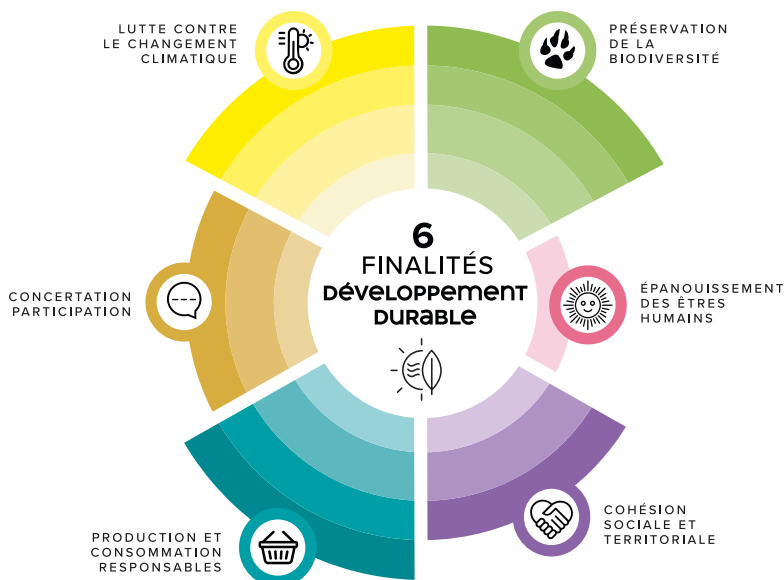 LUTTE CONTRE
LE CHANGEMENT
CLIMATIQUE
PRÉSERVATION
DE LA
BIODIVERSITÉ
6
FINALITÉS
DÉVELOPPEMENT
DURABLE
CONCERTATION
PARTICIPATION
ÉPANOUISSEMENT
DES ÊTRES
HUMAINS
PRODUCTION ET
CONSOMMATION
RESPONSABLES
COHÉSION
SOCIALE ET
TERRITORIALE